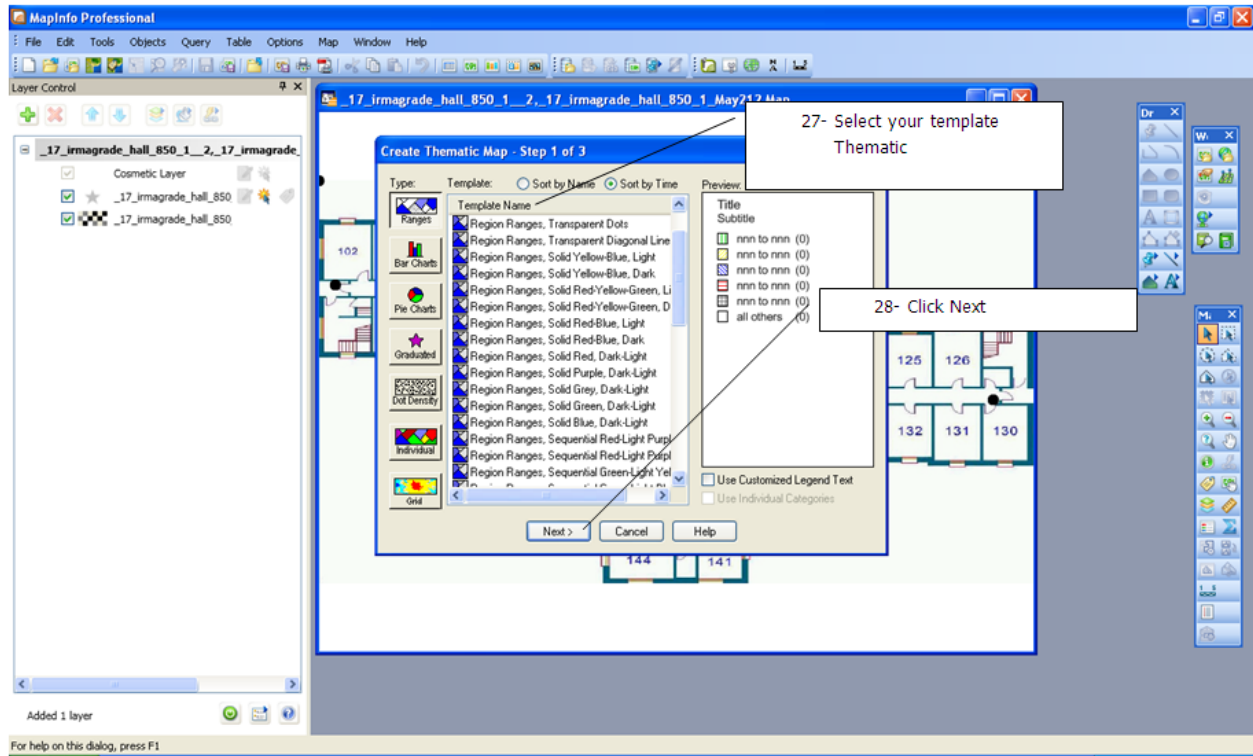 MapInfo Professional
File Edit Tools Objects Query Table Options Map Window Help
Layer Control
_17_irmagrade_hall_850_1__2,_17_irmagrade_
Cosmetic Layer
_17_irmagrade_hall_850
_17_irmagrade_hall_850
Added 1 layer
For help on this dialog, press F1
_17_irmagrade_hall_850_1__2,_17_irmagrade_hall_850_1_May212 Map
27- Select your template
Thematic
28- Click Next
Create Thematic Map - Step 1 of 3
Type:
Template:
Sort by Name
Sort by Time
Preview:
Ranges
Bar Charts
Pie Charts
Graduated
Dot Density
Individual
Grid
Template Name
Region Ranges, Transparent Dots
Region Ranges, Transparent Diagonal Line
Region Ranges, Solid Yellow-Blue, Light
Region Ranges, Solid Yellow-Blue, Dark
Region Ranges, Solid Red-Yellow-Green, Li
Region Ranges, Solid Red-Yellow-Green, D
Region Ranges, Solid Red-Blue, Light
Region Ranges, Solid Red-Blue, Dark
Region Ranges, Solid Red, Dark-Light
Region Ranges, Solid Purple, Dark-Light
Region Ranges, Solid Grey, Dark-Light
Region Ranges, Solid Green, Dark-Light
Region Ranges, Solid Blue, Dark-Light
Region Ranges, Sequential Red-Light Purpl
Region Ranges, Sequential Red-Light Purpl
Region Ranges, Sequential Green-Light Yel
Title
Subtitle
nnn to nnn (0)
nnn to nnn (0)
nnn to nnn (0)
nnn to nnn (0)
nnn to nnn (0)
all others (0)
Use Customized Legend Text
Use Individual Categories
Next >
Cancel
Help
102
125 126
132 131 130
144 141
Dr
W.
M.